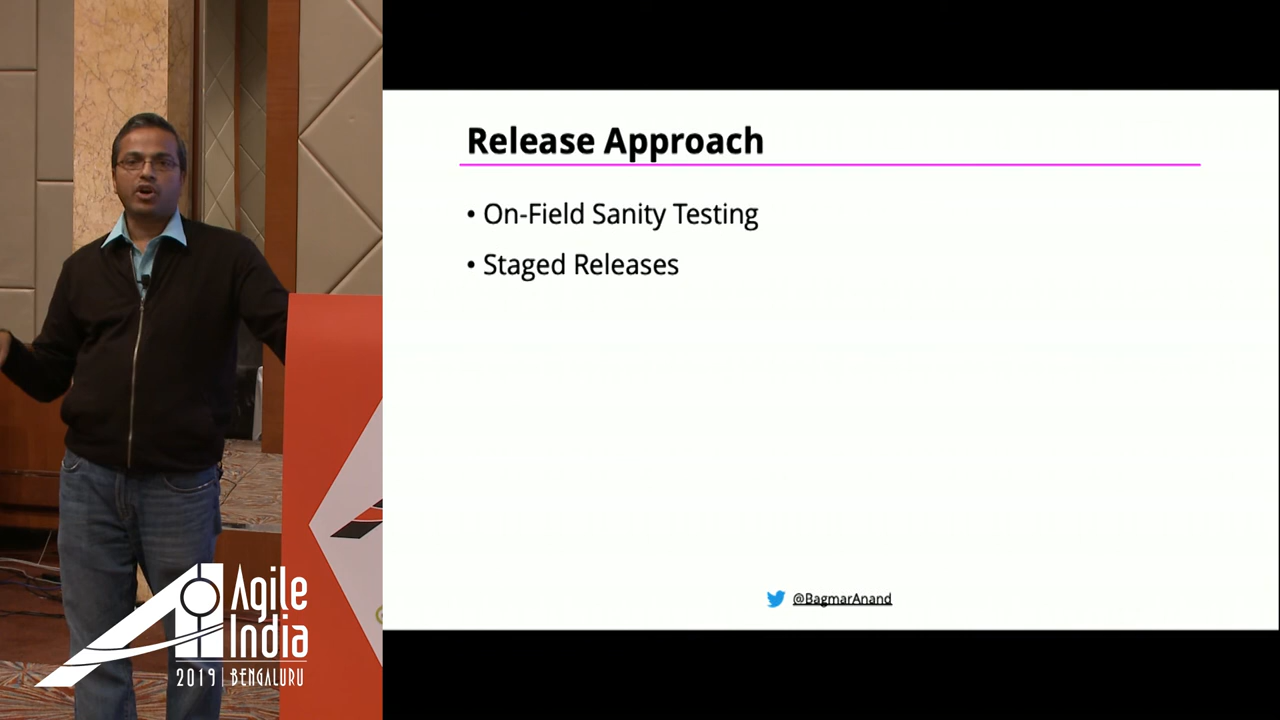 Release Approach
• On-Field Sanity Testing
• Staged Releases
@BagmarAnand
Agile
India
2019 | BENGALURU